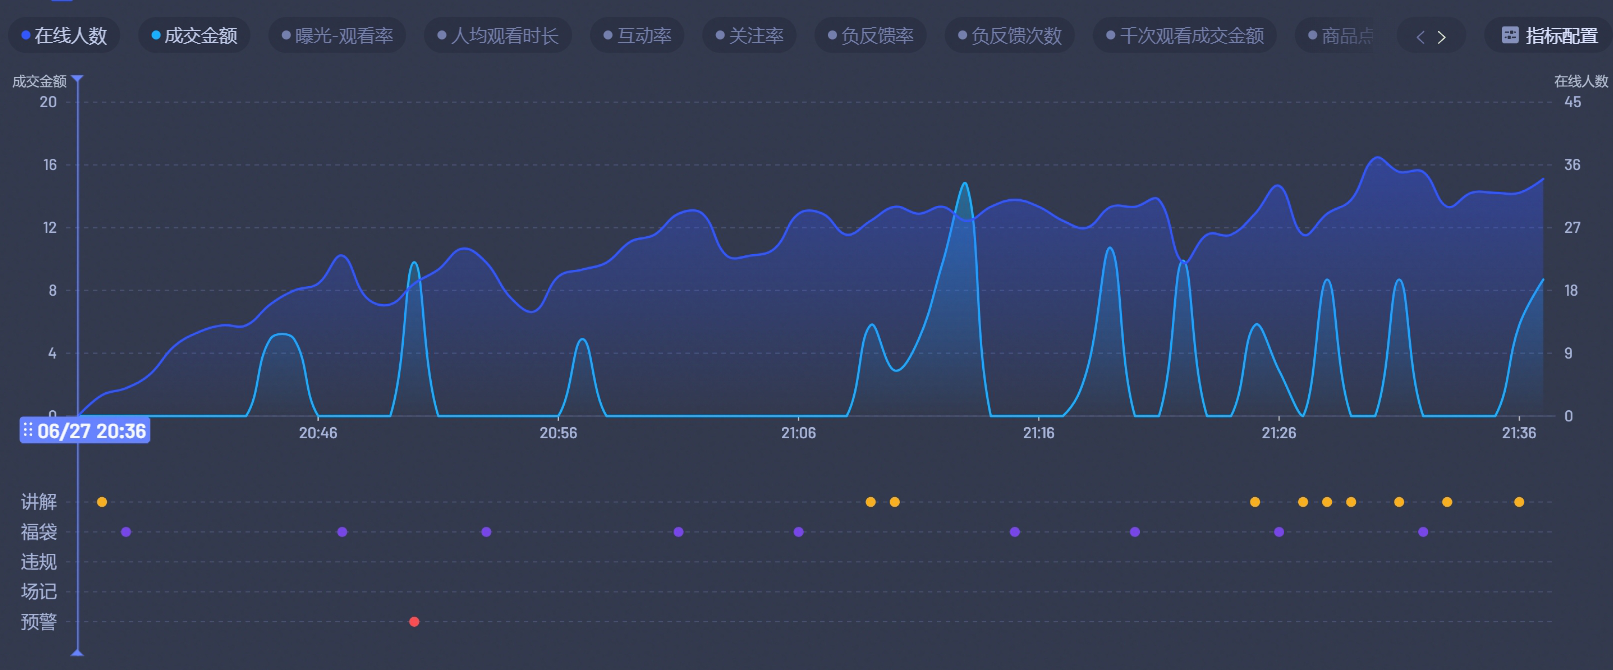 在线人数 成交金额 曝光-观看率 人均观看时长 互动率 关注率 负反馈率 负反馈次数 千次观看成交金额 商品点 指标配置
成交金额 在线人数
20 45
16 36
12 27
8 18
4 9
0 0
06/27 20:36 20:46 20:56 21:06 21:16 21:26 21:36
讲解
福袋
违规
场记
预警